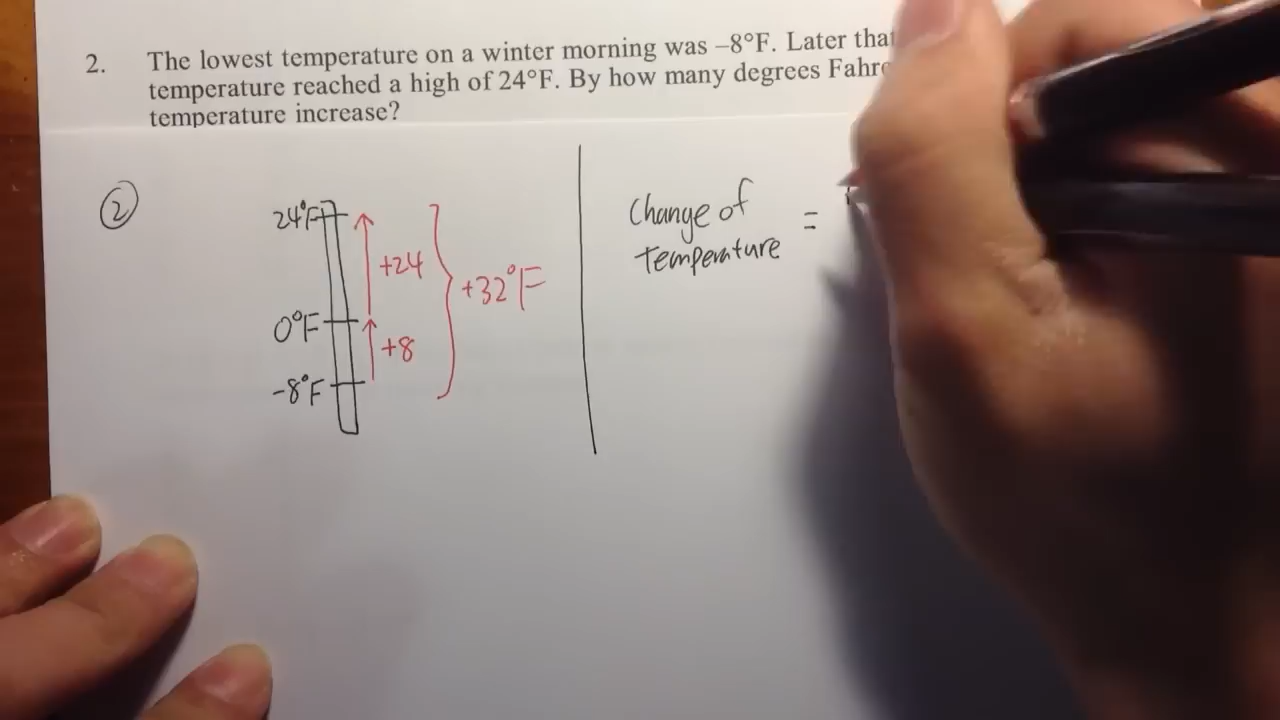 2. The lowest temperature on a winter morning was –8°F. Later
temperature reached a high of 24°F. By how many degrees
temperature increase?
②
24°F
+24
+32°F
0°F
+8
-8°F
Change of
temperature =